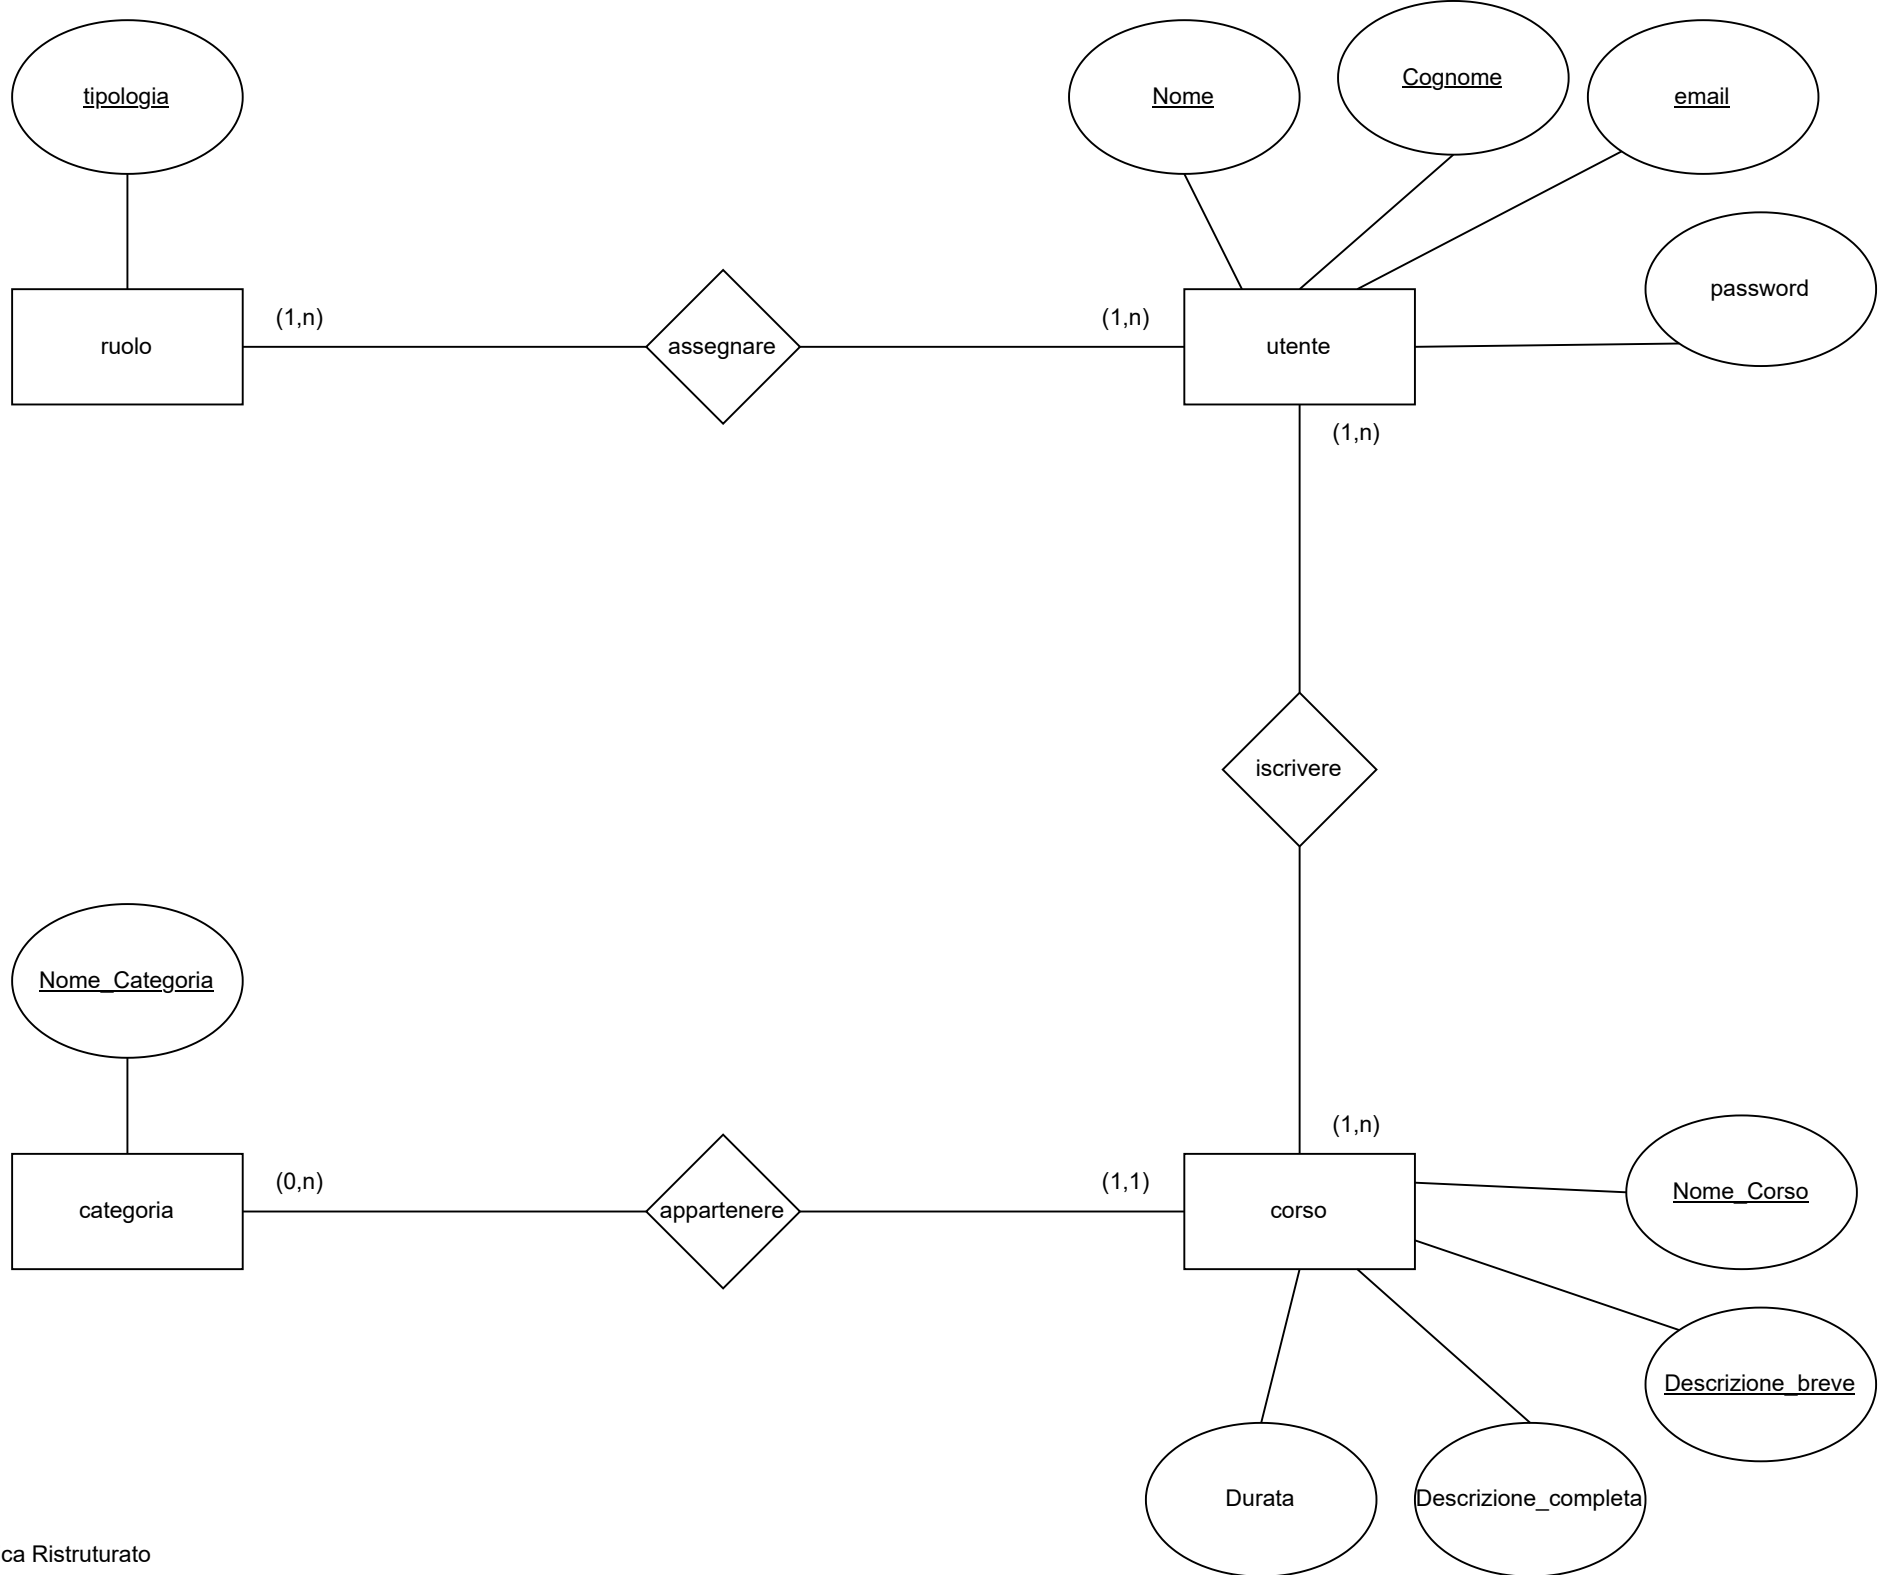 tipologia
Nome
Cognome
email
password
ruolo
(1,n)
assegnare
(1,n)
utente
(1,n)
iscrivere
Nome_Categoria
(1,n)
categoria
(0,n)
appartenere
(1,1)
corso
Nome_Corso
Descrizione_breve
Durata
Descrizione_completa
ca Ristruturato